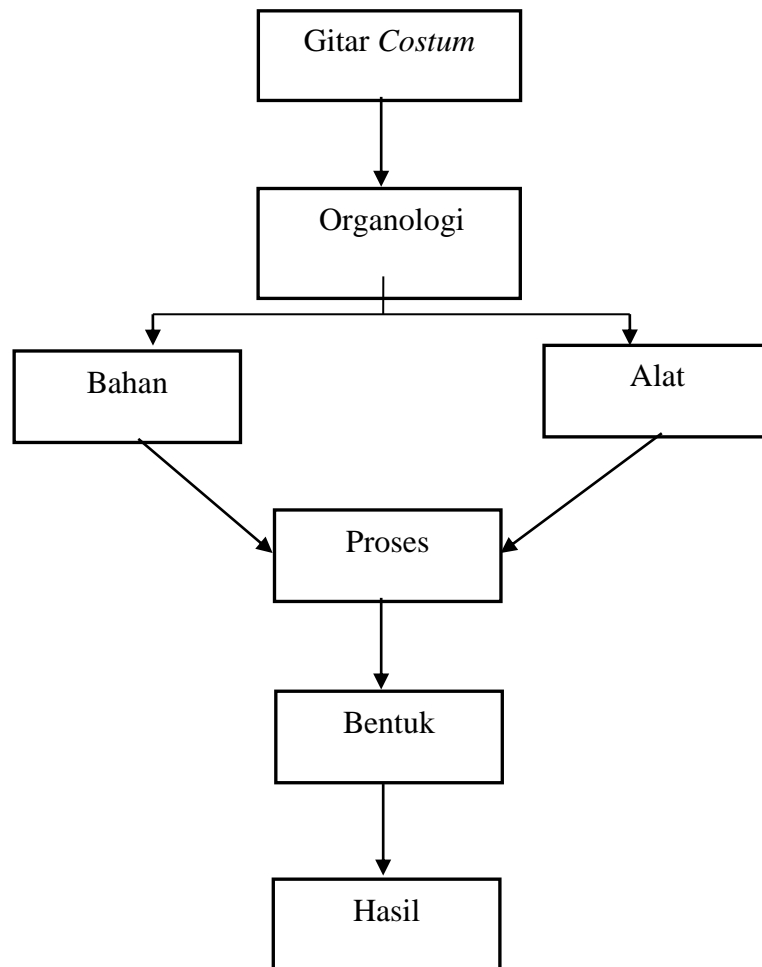 Gitar Costum
Organologi
Bahan
Alat
Proses
Bentuk
Hasil